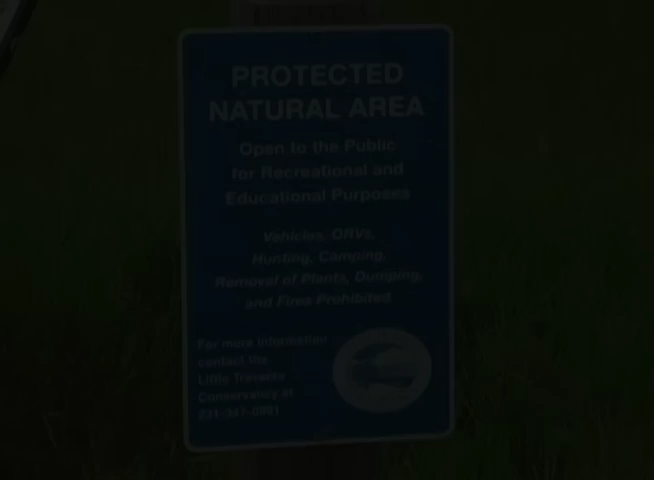 PROTECTED
NATURAL AREA
Open to the Public
for Recreational and
Educational Purposes
Vehicles, ORVs,
Hunting, Camping,
Removal of Plants, Dumping,
and Fires Prohibited
For more information
contact the
Little Traverse
Conservancy at
231-347-0991